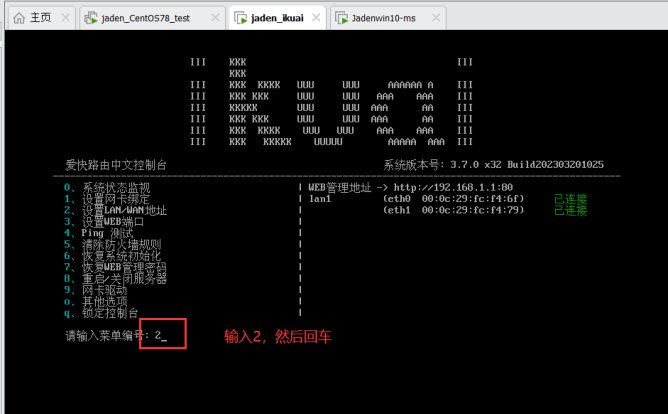 主页 jaden_CentOS78_test jaden_ikuai Jadenwin10-ms
爱快路由中文控制台 系统版本号: 3.7.0 x32 Build202303201025
0、系统状态监视 WEB管理地址 -> http://192.168.1.1:80
1、设置网卡绑定 lan1 (eth0 00:0c:29:fc:f4:6f) 已连接
2、设置LAN/WAN地址 (eth1 00:0c:29:fc:f4:79) 已连接
3、设置WEB端口
4、Ping 测试
5、清除防火墙规则
6、恢复系统初始化
7、恢复WEB管理密码
8、重启/关闭服务器
9、网卡驱动
o、其他选项
q、锁定控制台
请输入菜单编号: 2_
输入2，然后回车